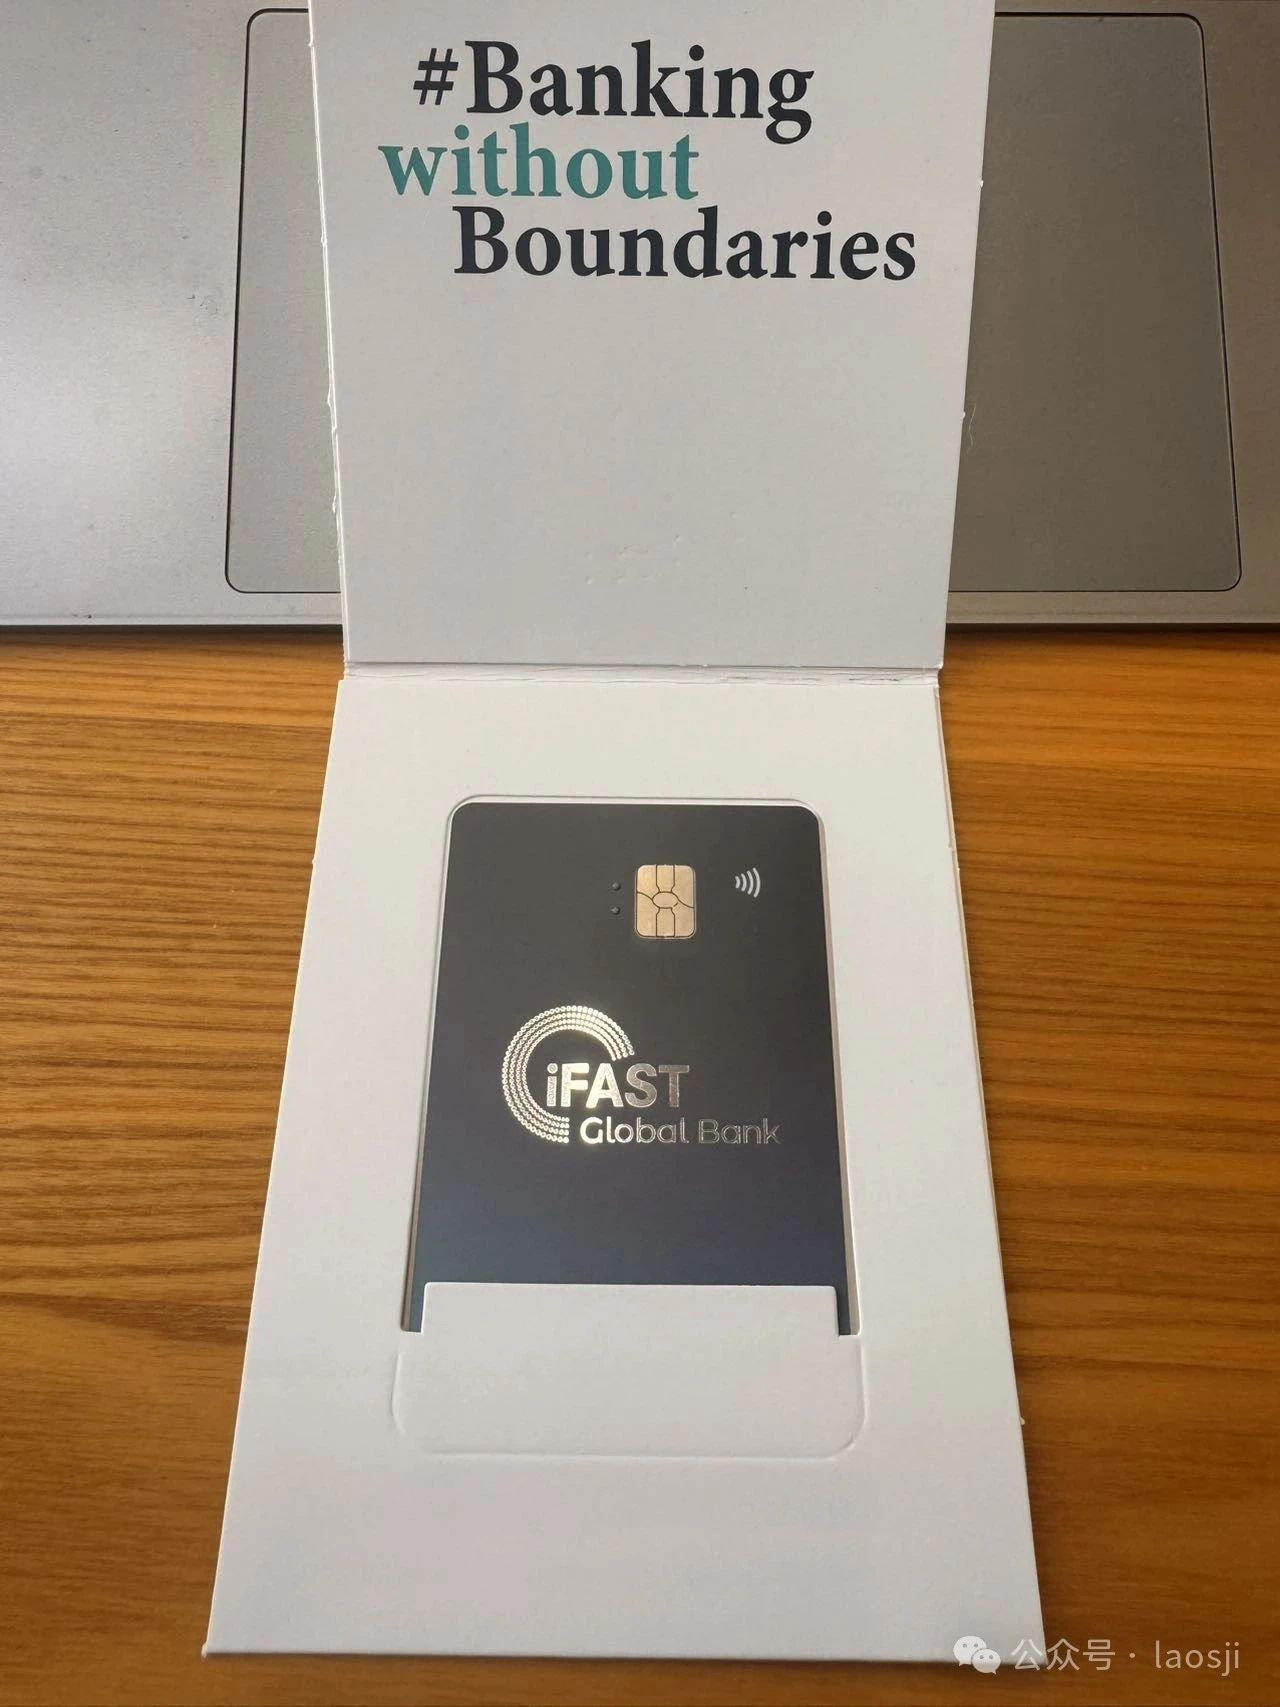 #Banking
without
Boundaries
iFAST
Global Bank
公众号 · laosji